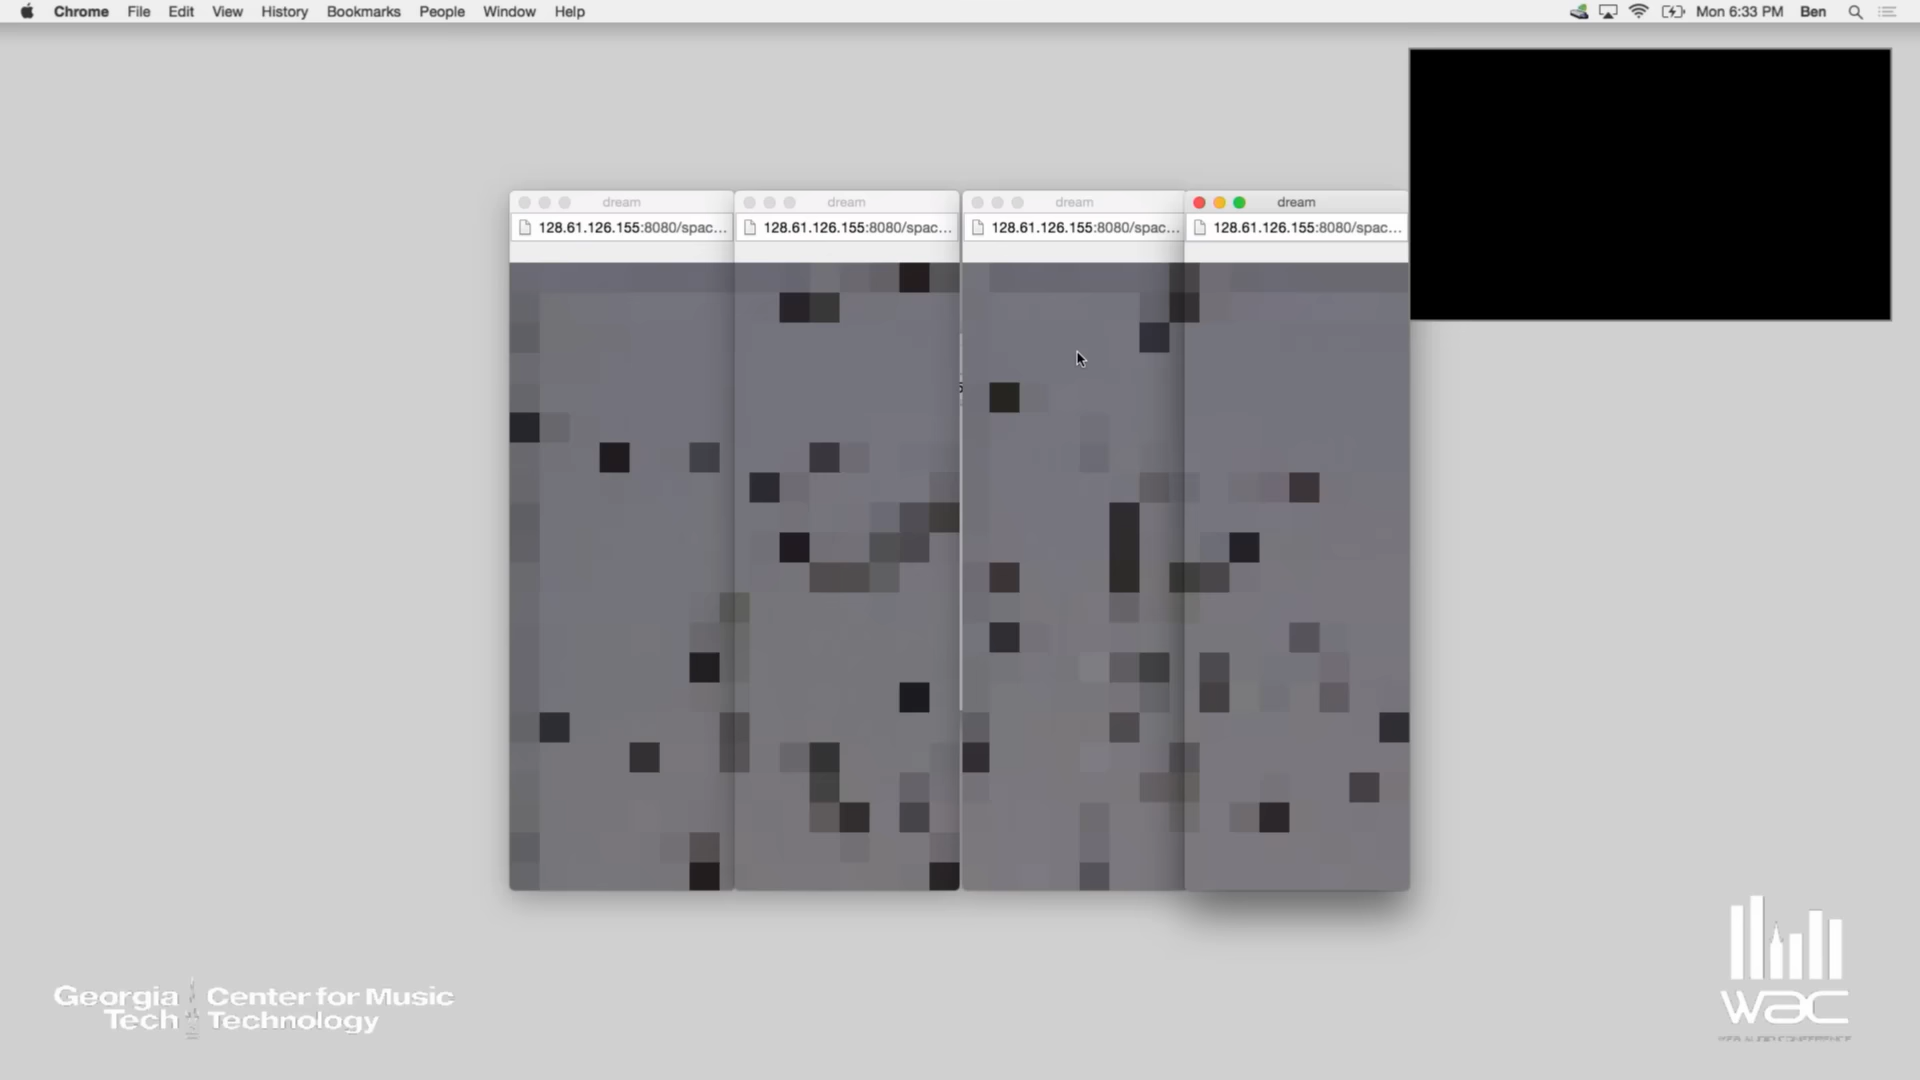 Chrome File Edit View History Bookmarks People Window Help
Mon 6:33 PM Ben
dream
128.61.126.155:8080/spac...
dream
128.61.126.155:8080/spac...
dream
128.61.126.155:8080/spac...
dream
128.61.126.155:8080/spac...
Georgia Tech
Center for Music Technology
wac